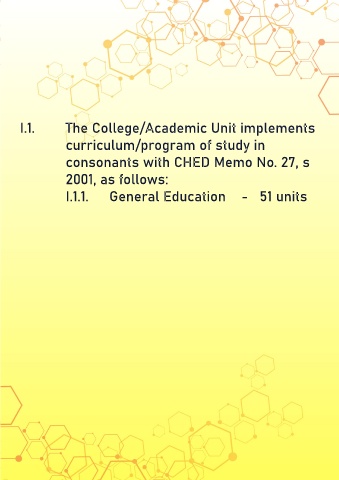 I.1. The College/Academic Unit implements
curriculum/program of study in
consonants with CHED Memo No. 27, s
2001, as follows:
I.1.1. General Education - 51 units